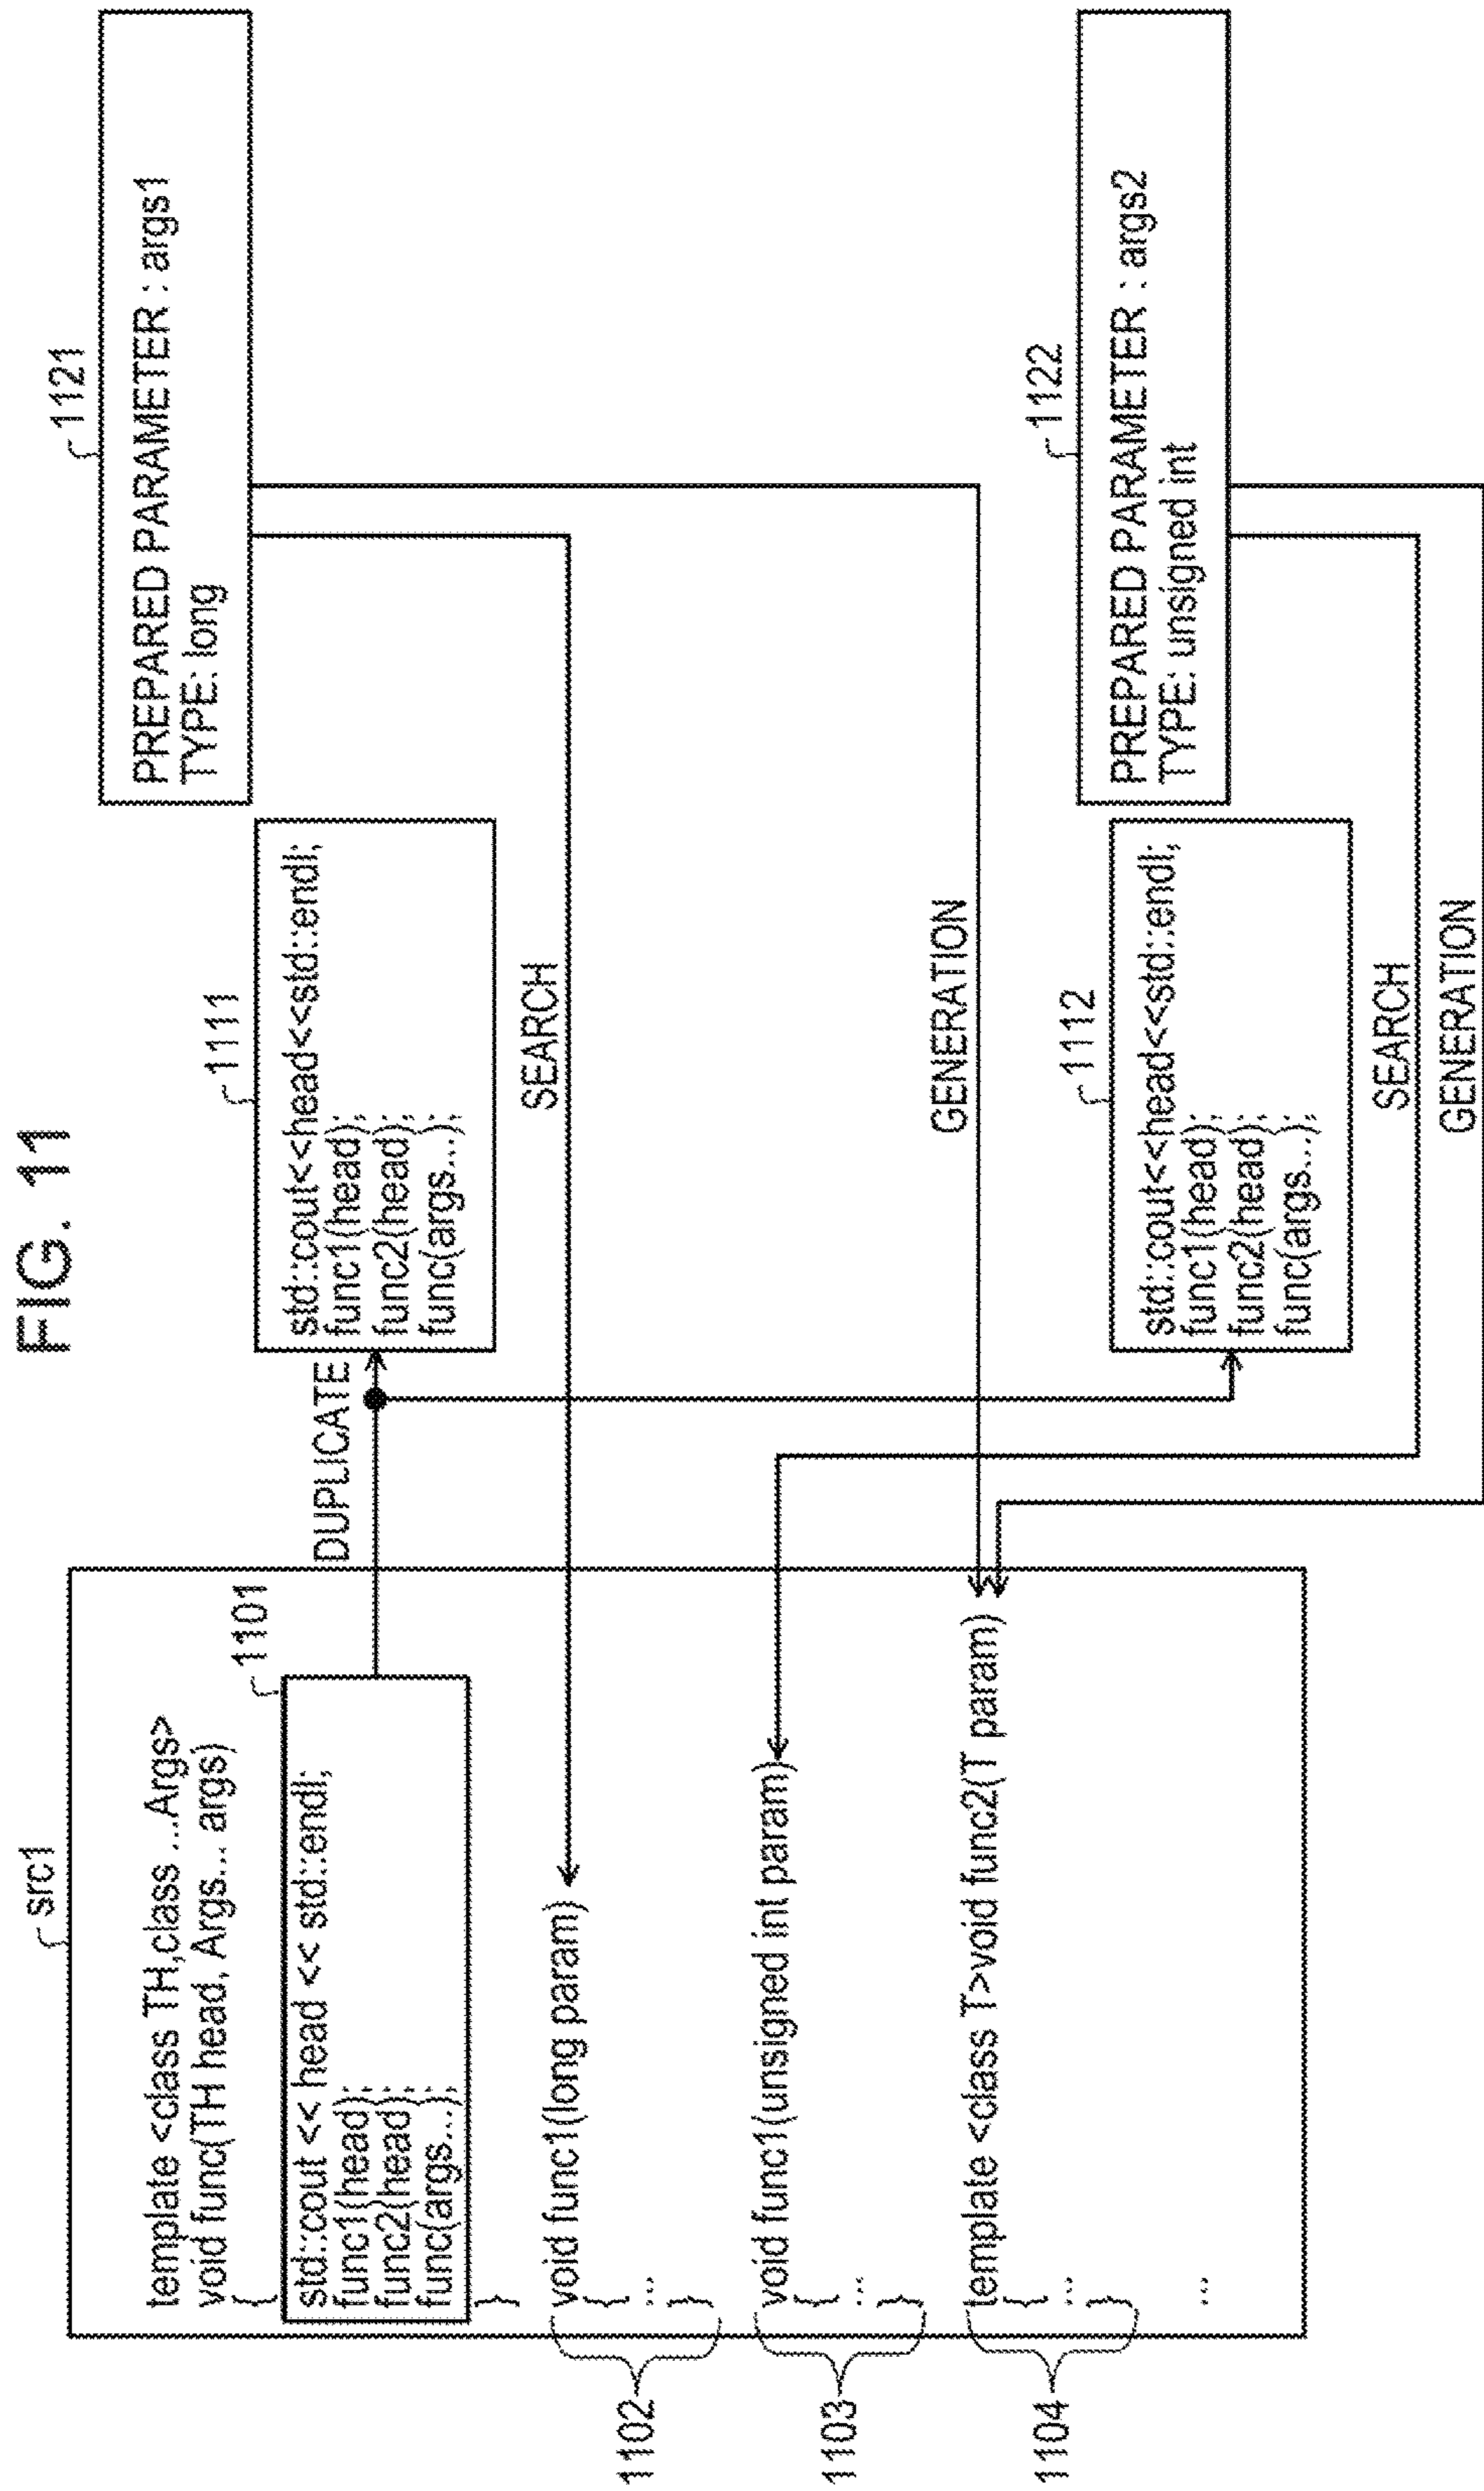 FIG. 11
src1
template <class TH,class ...Args>
void func(TH head, Args... args)
{
1101
std::cout << head << std::endl;
func1(head);
func2(head);
func(args...);
}
1102
void func1(long param)
{
...
}
1103
void func1(unsigned int param)
{
...
}
1104
template <class T>void func2(T param)
{
...
}
...
DUPLICATE
1111
std::cout<<head<<std::endl;
func1(head);
func2(head);
func(args...);
SEARCH
GENERATION
1112
std::cout<<head<<std::endl;
func1(head);
func2(head);
func(args...);
SEARCH
GENERATION
1121
PREPARED PARAMETER : args1
TYPE: long
1122
PREPARED PARAMETER : args2
TYPE: unsigned int